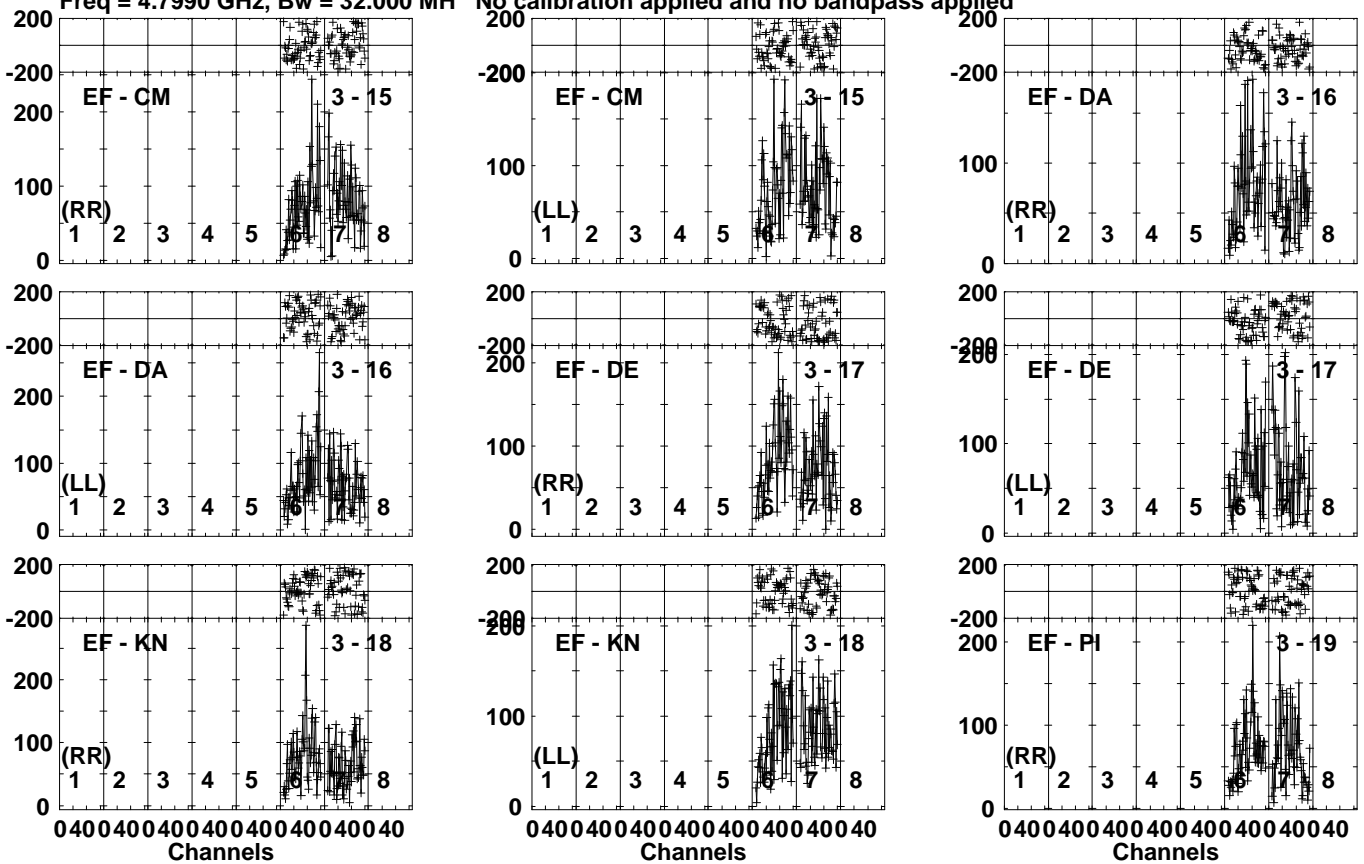 Freq = 4.7990 GHz, Bw = 32.000 MH No calibration applied and no bandpass applied
200 200 200
-200 -200 -200
EF - CM 3 - 15 EF - CM 3 - 15 EF - DA 3 - 16
200 200
100 100 100
(RR) (LL) (RR)
1 2 3 4 5 6 7 8 1 2 3 4 5 6 7 8 1 2 3 4 5 6 7 8
0 0 0
200 200 200
-200 -200 -200
200
EF - DA 3 - 16 EF - DE 3 - 17 EF - DE 3 - 17
200 200
100 100 100
(LL) (RR) (LL)
1 2 3 4 5 6 7 8 1 2 3 4 5 6 7 8 1 2 3 4 5 6 7 8
0 0 0
200 200 200
-200 -200 -200
200
EF - KN 3 - 18 EF - KN 3 - 18 EF - PI 3 - 19
200 200
100 100 100
(RR) (LL) (RR)
1 2 3 4 5 6 7 8 1 2 3 4 5 6 7 8 1 2 3 4 5 6 7 8
0 0 0
0 40 0 40 0 40 0 40 0 40 0 40 0 40 0 40 0 40 0 40 0 40 0 40 0 40 0 40 0 40 0 40 0 40 0 40 0 40 0 40 0 40 0 40 0 40 0 40
Channels Channels Channels